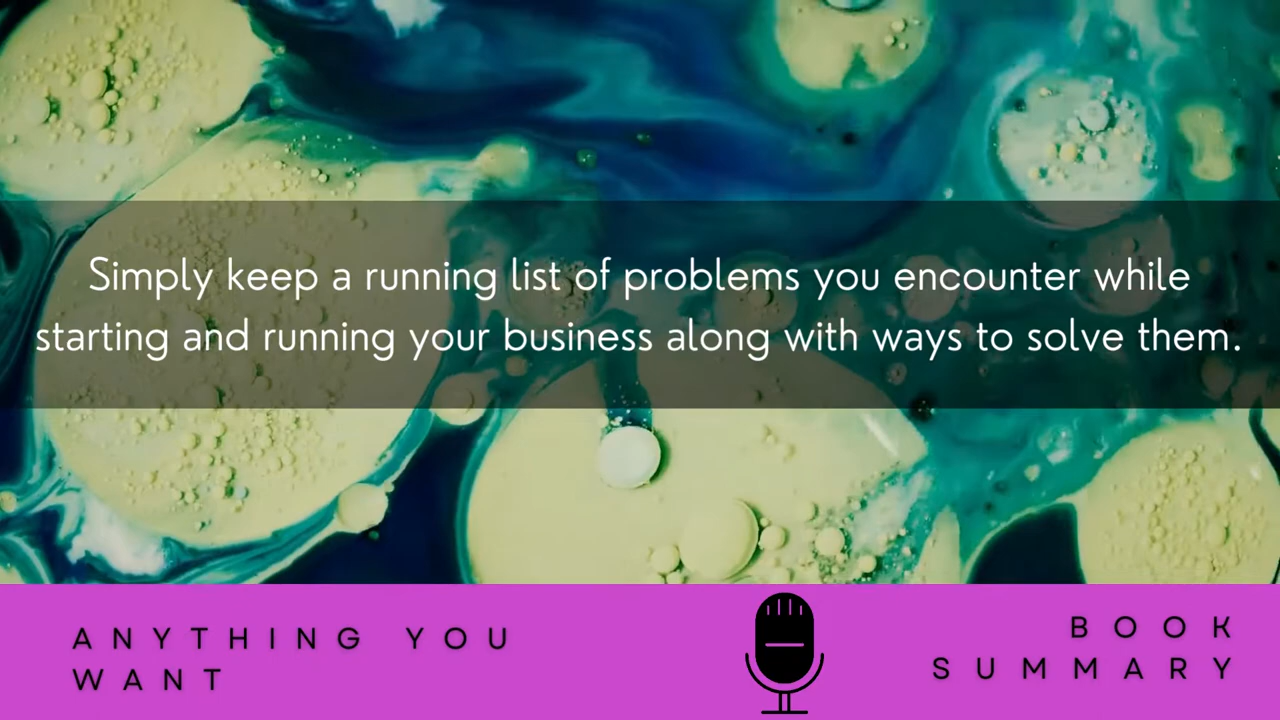 Simply keep a running list of problems you encounter while
starting and running your business along with ways to solve them.
ANYTHING YOU
WANT
BOOK
SUMMARY